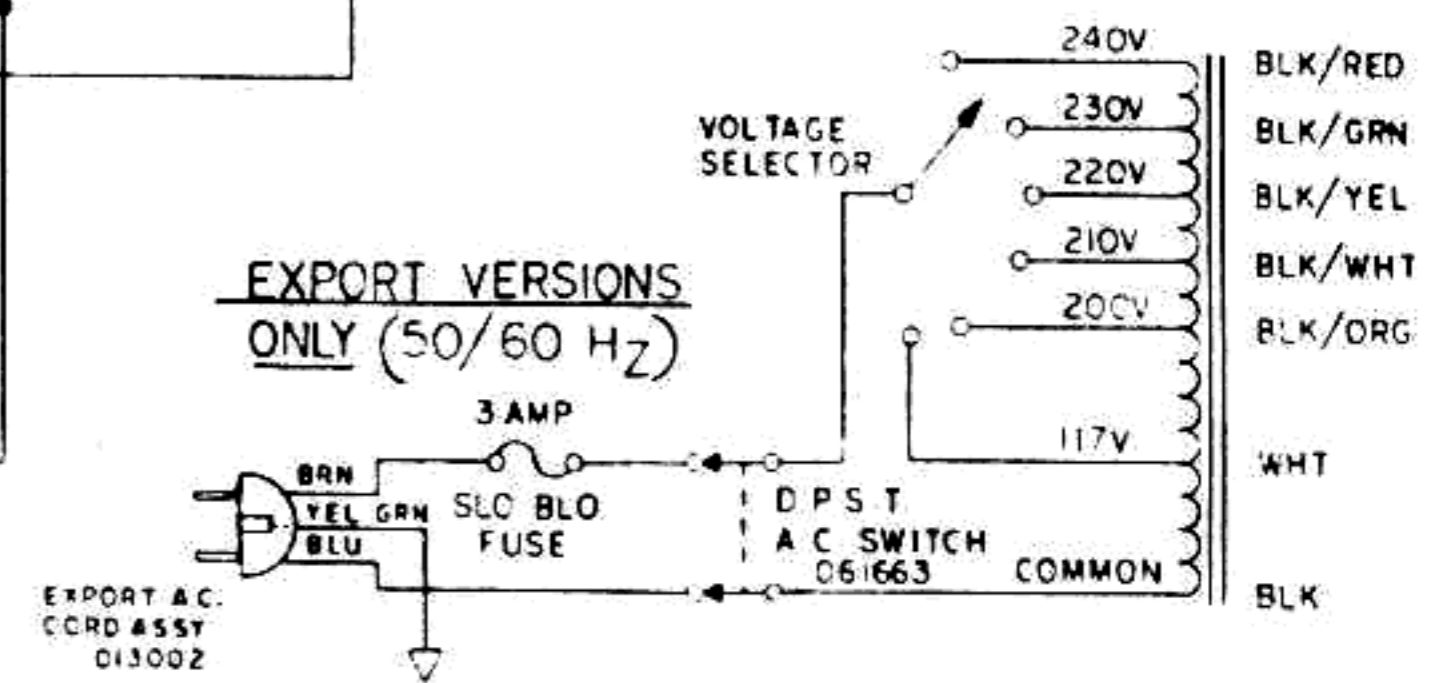 240V
BLK/RED
VOLTAGE
SELECTOR
230V
BLK/GRN
220V
BLK/YEL
210V
BLK/WHT
200V
BLK/ORG
EXPORT VERSIONS
ONLY (50/60 HZ)
3 AMP
SLO BLO
FUSE
117V
WHT
BRN
YEL GRN
BLU
D.P.S.T.
A.C. SWITCH
061663
COMMON
BLK
EXPORT A.C.
CORD ASSY
013002